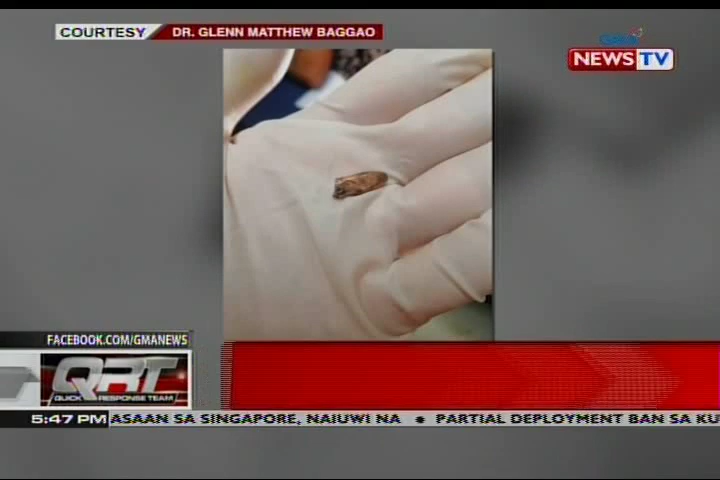 COURTESY DR. GLENN MATTHEW BAGGAO
GMA
NEWS TV
FACEBOOK.COM/GMANEWS
QRT
QUICK RESPONSE TEAM
5:47 PM ASAAN SA SINGAPORE, NAIUWI NA PARTIAL DEPLOYMENT BAN SA KU